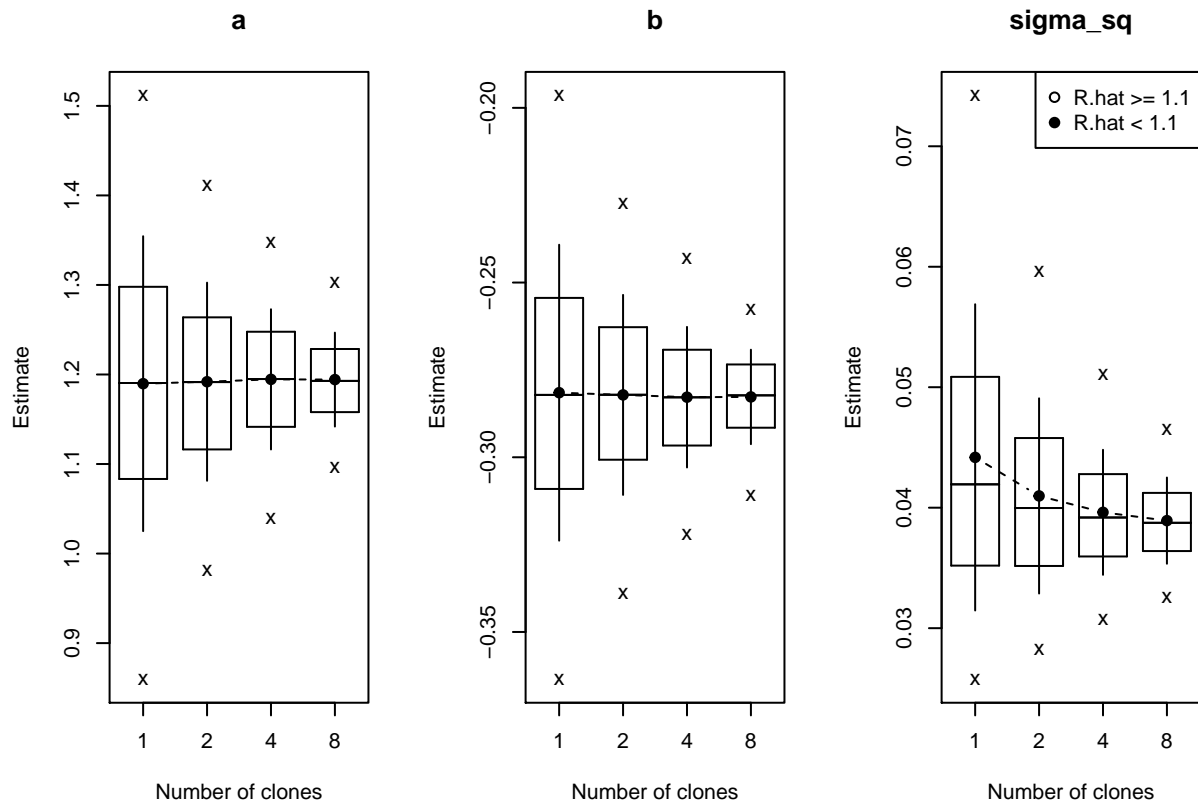 a
Estimate
1.5
1.4
1.3
1.2
1.1
1.0
0.9
x x x x
x x x x
1 2 4 8
Number of clones
b
Estimate
−0.20
−0.25
−0.30
−0.35
x x x x
x x x x
1 2 4 8
Number of clones
sigma_sq
Estimate
0.07
0.06
0.05
0.04
0.03
R.hat >= 1.1
R.hat < 1.1
x x x x
x x x x
1 2 4 8
Number of clones